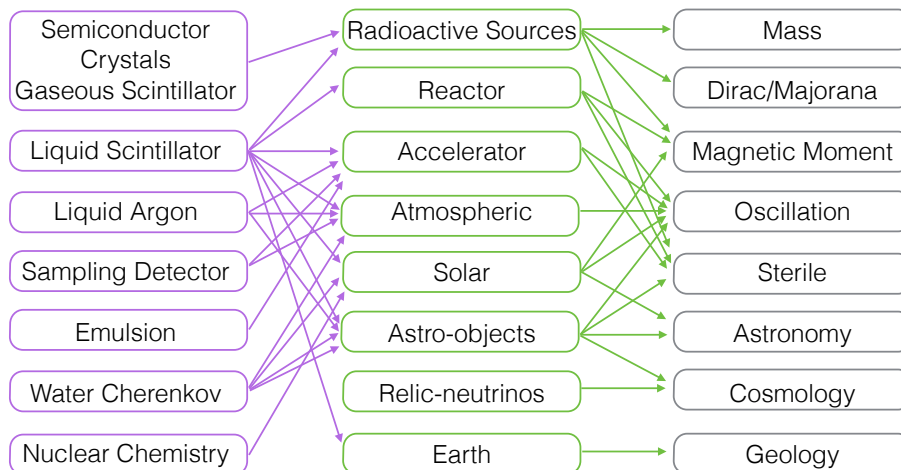 Semiconductor
Crystals
Gaseous Scintillator
Liquid Scintillator
Liquid Argon
Sampling Detector
Emulsion
Water Cherenkov
Nuclear Chemistry
Radioactive Sources
Reactor
Accelerator
Atmospheric
Solar
Astro-objects
Relic-neutrinos
Earth
Mass
Dirac/Majorana
Magnetic Moment
Oscillation
Sterile
Astronomy
Cosmology
Geology